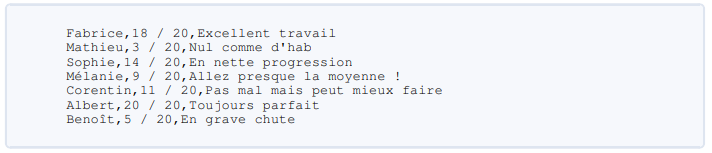 Fabrice,18 / 20,Excellent travail
Mathieu,3 / 20,Nul comme d'hab
Sophie,14 / 20,En nette progression
Mélanie,9 / 20,Allez presque la moyenne !
Corentin,11 / 20,Pas mal mais peut mieux faire
Albert,20 / 20,Toujours parfait
Benoît,5 / 20,En grave chute